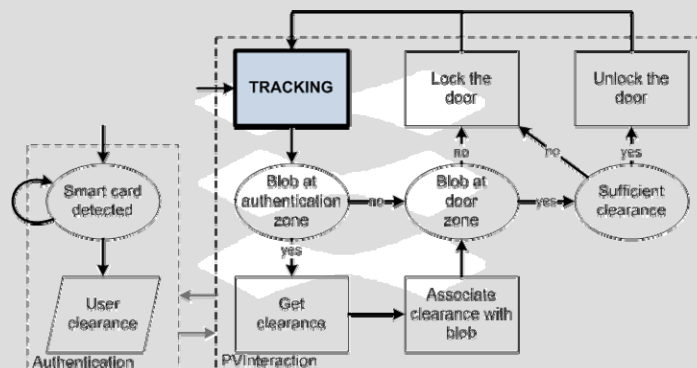 TRACKING
Lock the
door
Unlock the
door
no
no
yes
Smart card
detected
Blob at
authentication
zone
no
Blob at
door
zone
yes
Sufficient
clearance
yes
User
clearance
Get
clearance
Associate
clearance with
blob
Authentication
PVInteraction